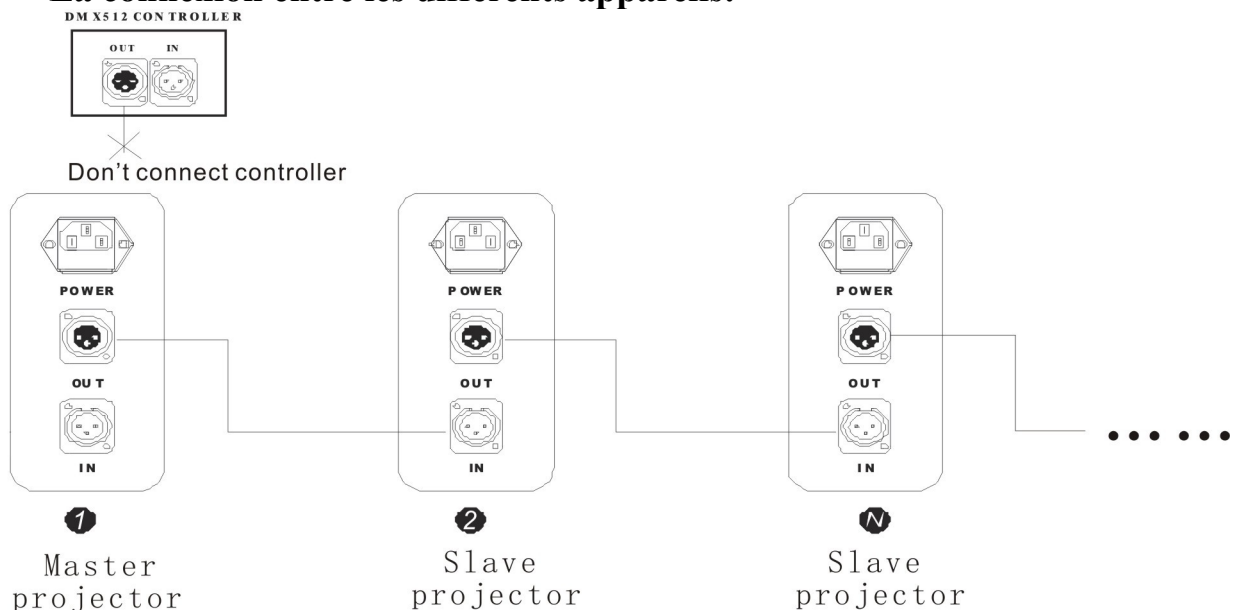 La connexion entre les différents appareils:
DMX512 CONTROLLER
OUT IN
Don't connect controller
POWER
OUT
IN
1
Master
projector
POWER
OUT
IN
2
Slave
projector
POWER
OUT
IN
N
Slave
projector
... ...